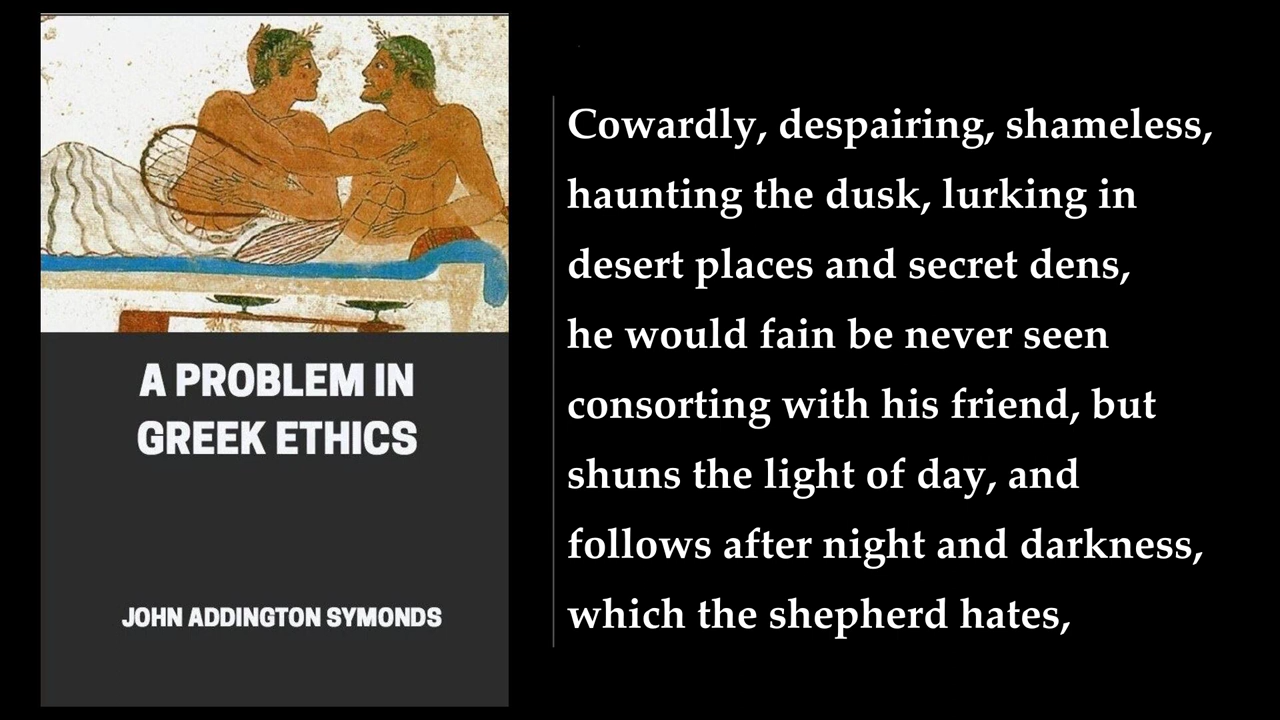 A PROBLEM IN
GREEK ETHICS
JOHN ADDINGTON SYMONDS
Cowardly, despairing, shameless,
haunting the dusk, lurking in
desert places and secret dens,
he would fain be never seen
consorting with his friend, but
shuns the light of day, and
follows after night and darkness,
which the shepherd hates,